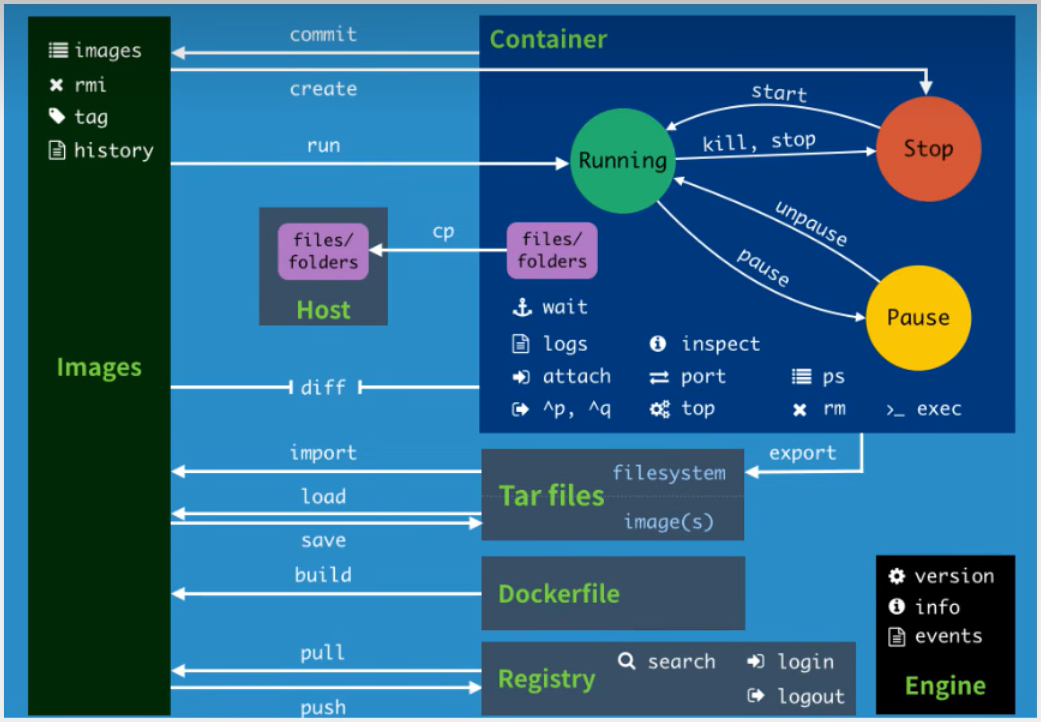 images
rmi
tag
history
Images
commit
create
run
Container
start
kill, stop
Running
Stop
unpause
pause
Pause
files/
folders
Host
cp
files/
folders
wait
logs
inspect
attach
port
ps
^p, ^q
top
rm
>_ exec
diff
import
load
save
Tar files
filesystem
image(s)
export
build
Dockerfile
pull
push
Registry
search
login
logout
version
info
events
Engine